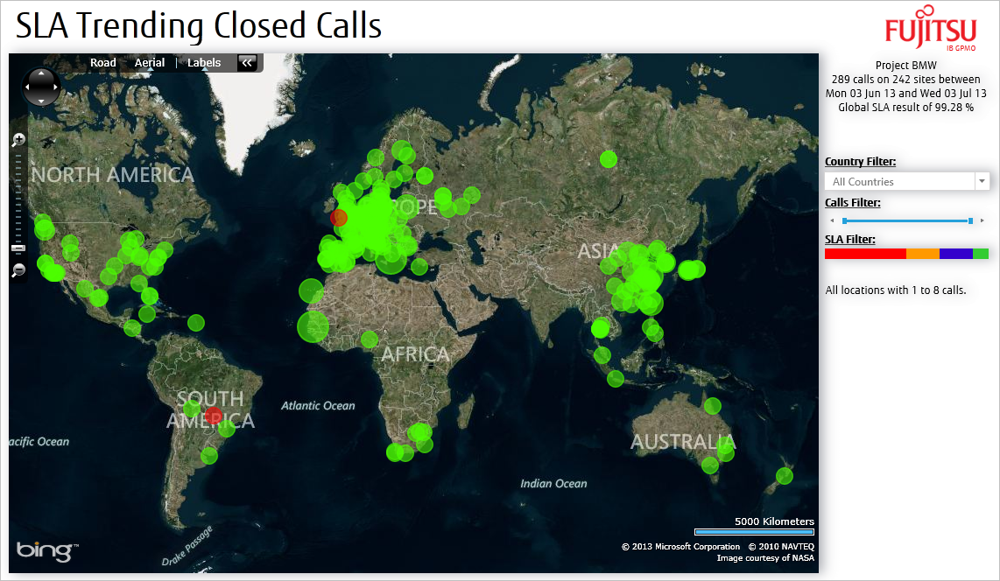 SLA Trending Closed Calls
FUJITSU
IB GPMO
Project BMW
289 calls on 242 sites between
Mon 03 Jun 13 and Wed 03 Jul 13
Global SLA result of 99.28 %
Country Filter:
All Countries
Calls Filter:
SLA Filter:
All locations with 1 to 8 calls.
Road Aerial | Labels «
NORTH AMERICA
ROPE
ASIA
AFRICA
SOUTH
AMERICA
Atlantic Ocean
acific Ocean
AUSTRALIA
Indian Ocean
Drake Passage
5000 Kilometers
bing™
© 2013 Microsoft Corporation © 2010 NAVTEQ
Image courtesy of NASA